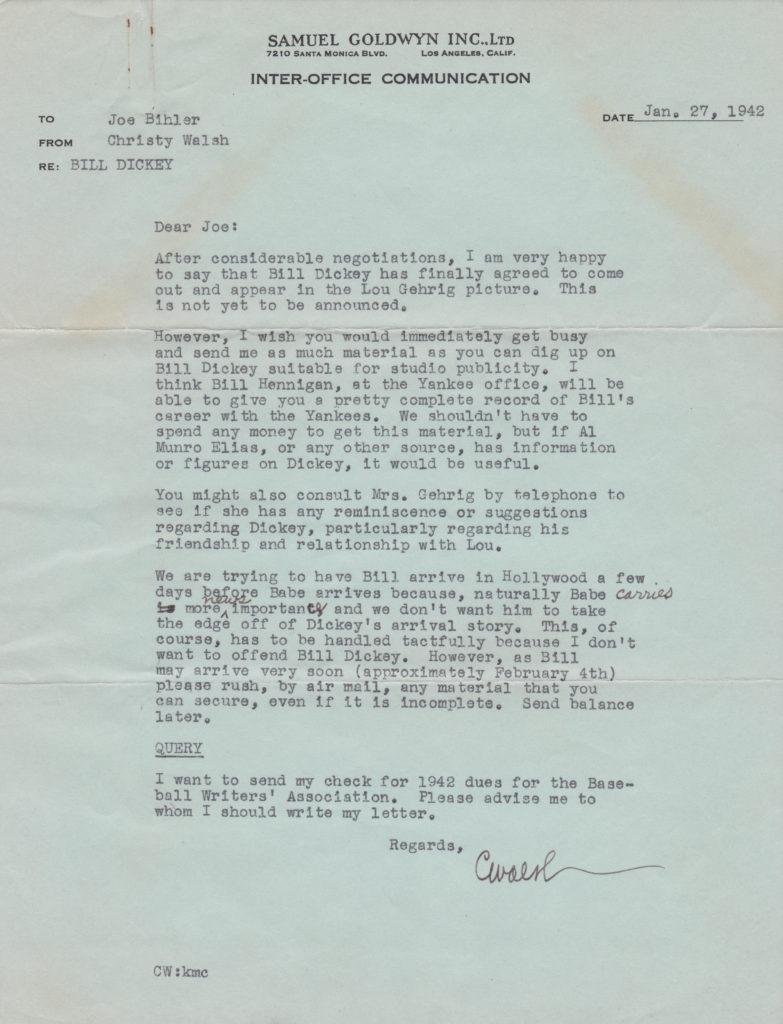 SAMUEL GOLDWYN INC., LTD
7210 SANTA MONICA BLVD. LOS ANGELES, CALIF.
INTER-OFFICE COMMUNICATION
TO Joe Bihler
DATE Jan. 27, 1942
FROM Christy Walsh
RE: BILL DICKEY
Dear Joe:
After considerable negotiations, I am very happy
to say that Bill Dickey has finally agreed to come
out and appear in the Lou Gehrig picture. This
is not yet to be announced.
However, I wish you would immediately get busy
and send me as much material as you can dig up on
Bill Dickey suitable for studio publicity. I
think Bill Hennigan, at the Yankee office, will be
able to give you a pretty complete record of Bill's
career with the Yankees. We shouldn't have to
spend any money to get this material, but if Al
Munro Elias, or any other source, has information
or figures on Dickey, it would be useful.
You might also consult Mrs. Gehrig by telephone to
see if she has any reminiscence or suggestions
regarding Dickey, particularly regarding his
friendship and relationship with Lou.
We are trying to have Bill arrive in Hollywood a few
days before Babe arrives because, naturally Babe carries
is more news importance and we don't want him to take
the edge off of Dickey's arrival story. This, of
course, has to be handled tactfully because I don't
want to offend Bill Dickey. However, as Bill
may arrive very soon (approximately February 4th)
please rush, by air mail, any material that you
can secure, even if it is incomplete. Send balance
later.
QUERY
I want to send my check for 1942 dues for the Base-
ball Writers' Association. Please advise me to
whom I should write my letter.
Regards,
CWalsh
CW:kmc